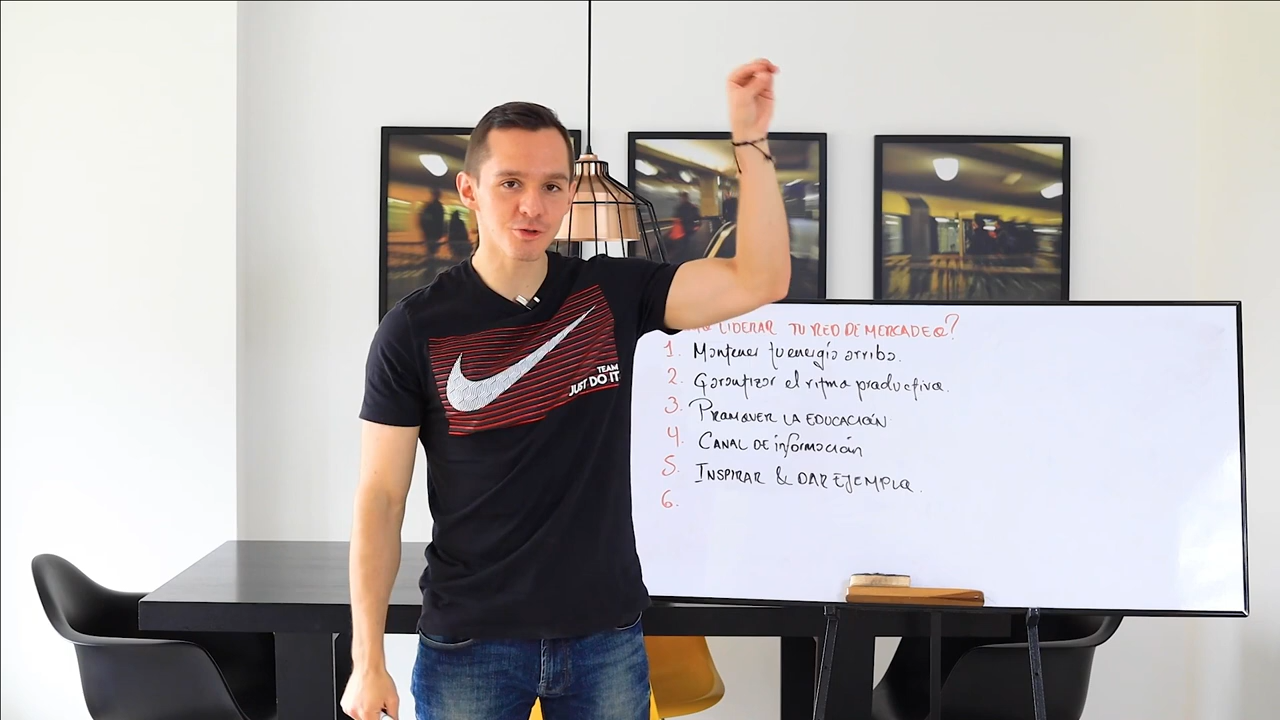 LIDERAR TU RED DE MERCADEO?
1. Mantener tu energía arriba.
2. Garantizar el ritmo productivo.
3. PROMOVER LA EDUCACIÓN
4. CANAL DE información
5. INSPIRAR & DAR EJEMPLO.
6.
TEAM
JUST DO IT